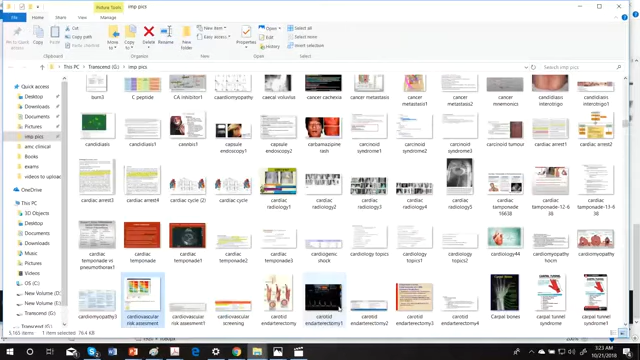 Picture Tools
imp pics
File
Home
Share
View
Manage
Pin to Quick access
Copy
Paste
Cut
Copy path
Paste shortcut
Move to
Copy to
Delete
Rename
New item
Easy access
Properties
Open
Edit
History
Select all
Select none
Invert selection
Clipboard
Organize
New
Open
Select
This PC
Transcend (G:)
imp pics
Quick access
Desktop
Downloads
Documents
Pictures
imp pics
amc clinical
Books
exams
videos to upload
OneDrive
This PC
3D Objects
Desktop
Documents
Downloads
Music
Pictures
Videos
OS (C:)
New Volume (D:)
New Volume
Transcend (G:)
burn3
C peptide
CA inhibitor1
caardiomyopathy
caecal volvulus
cancer cachexia
cancer metastasis
cancer metastasis1
cancer metastasis2
cancer mnemonics
candidiasis interotrigo
candidiasis interotrigo1
candidiasis
candidiasis1
cannbis1
capsule endoscopy1
capsule endoscopy2
carbamazapine rash
carcinoid syndrome1
carcinoid syndrome2
carcinoid syndrome3
carcinoid tumour
cardiac arrest1
cardiac arrest2
cardiac arrest3
cardiac arrest4
cardiac cycle (2)
cardiac cycle
cardiac radiology1
cardiac radiology2
cardiac radiology3
cardiac radiology4
cardiac radiology5
cardiac tamponade 16638
cardiac tamponade-12-638
cardiac tamponade-13-638
cardiac tamponade vs pneumothorax1
cardiac tamponade
cardiac tamponade1
cardiac tamponade2
cardiac tamponade3
cardiogenic shock
cardiology topics
cardiology topics1
cardiology topics2
cardiology44
cardiomyopathy hocm
cardiomyopathy
cardiomyopathy3
cardiovascular risk assesment
cardiovascular risk assesment1
cardiovascular screening
carotid endarterectomy
carotid endarterectomy1
carotid endarterectomy2
carotid endarterectomy3
carotid endarterectomy4
Carpal bones
carpal tunnel syndrome
carpal tunnel syndrome1
5,165 items
1 item selected
76.4 KB
5:23 AM
10/21/2018